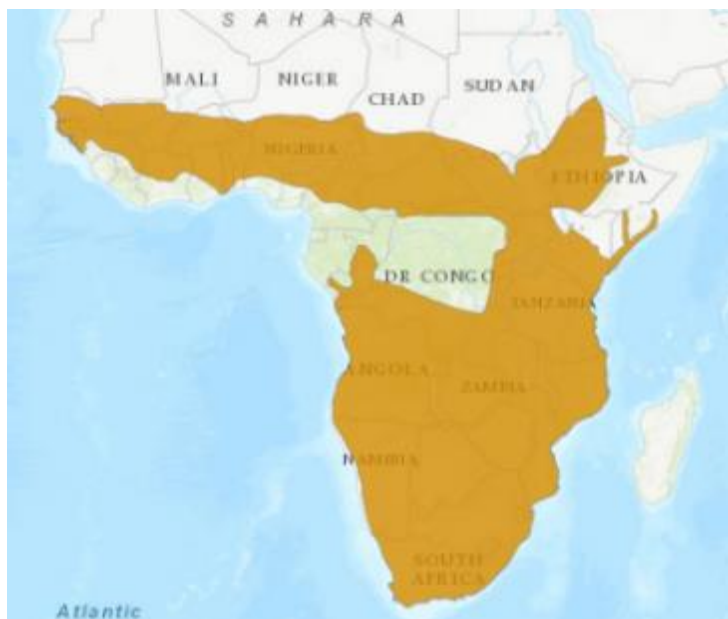 SAHARA
MALI
NIGER
CHAD
SUDAN
NIGERIA
ETHIOPIA
DR CONGO
TANZANIA
ANGOLA
ZAMBIA
NAMIBIA
SOUTH
AFRICA
Atlantic